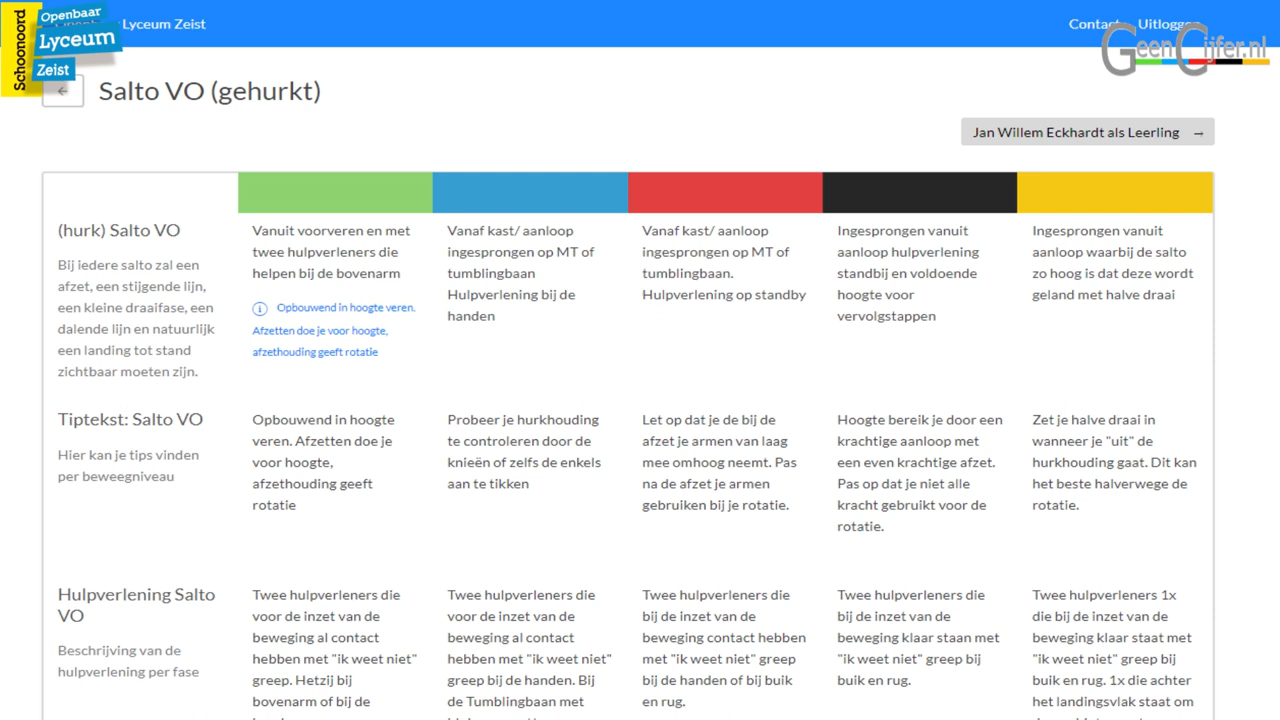 Schoonoord
Openbaar
Lyceum
Zeist
Lyceum Zeist
Contact
Uitloggen
GeenCijfer.nl
←
Salto VO (gehurkt)
Jan Willem Eckhardt als Leerling →
(hurk) Salto VO
Bij iedere salto zal een
afzet, een stijgende lijn,
een kleine draaifase, een
dalende lijn en natuurlijk
een landing tot stand
zichtbaar moeten zijn.
Vanuit voorveren en met
twee hulpverleners die
helpen bij de bovenarm
Opbouwend in hoogte veren.
Afzetten doe je voor hoogte,
afzethouding geeft rotatie
Vanaf kast/ aanloop
ingesprongen op MT of
tumblingbaan
Hulpverlening bij de
handen
Vanaf kast/ aanloop
ingesprongen op MT of
tumblingbaan.
Hulpverlening op standby
Ingesprongen vanuit
aanloop hulpverlening
standbij en voldoende
hoogte voor
vervolgstappen
Ingesprongen vanuit
aanloop waarbij de salto
zo hoog is dat deze wordt
geland met halve draai
Tiptekst: Salto VO
Hier kan je tips vinden
per beweegniveau
Opbouwend in hoogte
veren. Afzetten doe je
voor hoogte,
afzethouding geeft
rotatie
Probeer je hurkhouding
te controleren door de
knieën of zelfs de enkels
aan te tikken
Let op dat je de bij de
afzet je armen van laag
mee omhoog neemt. Pas
na de afzet je armen
gebruiken bij je rotatie.
Hoogte bereik je door een
krachtige aanloop met
een even krachtige afzet.
Pas op dat je niet alle
kracht gebruikt voor de
rotatie.
Zet je halve draai in
wanneer je "uit" de
hurkhouding gaat. Dit kan
het beste halverwege de
rotatie.
Hulpverlening Salto
VO
Beschrijving van de
hulpverlening per fase
Twee hulpverleners die
voor de inzet van de
beweging al contact
hebben met "ik weet niet"
greep. Hetzij bij
bovenarm of bij de
Twee hulpverleners die
voor de inzet van de
beweging al contact
hebben met "ik weet niet"
greep bij de handen. Bij
de Tumblingbaan met
Twee hulpverleners die
bij de inzet van de
beweging contact hebben
met "ik weet niet" greep
bij de handen of bij buik
en rug.
Twee hulpverleners die
bij de inzet van de
beweging klaar staan met
"ik weet niet" greep bij
buik en rug.
Twee hulpverleners 1x
die bij de inzet van de
beweging klaar staat met
"ik weet niet" greep bij
buik en rug. 1x die achter
het landingsvlak staat om